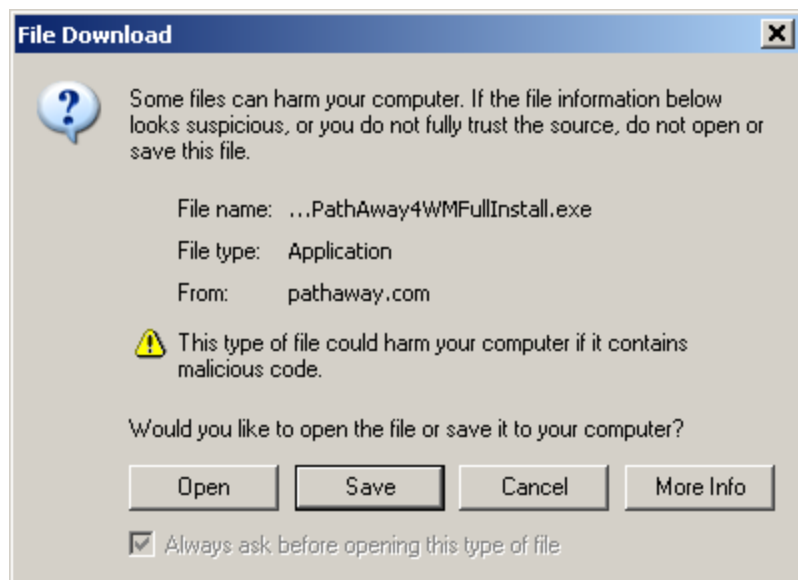 File Download
Some files can harm your computer. If the file information below
looks suspicious, or you do not fully trust the source, do not open or
save this file.
File name: ...PathAway4WMFullInstall.exe
File type: Application
From: pathaway.com
This type of file could harm your computer if it contains
malicious code.
Would you like to open the file or save it to your computer?
Open Save Cancel More Info
Always ask before opening this type of file